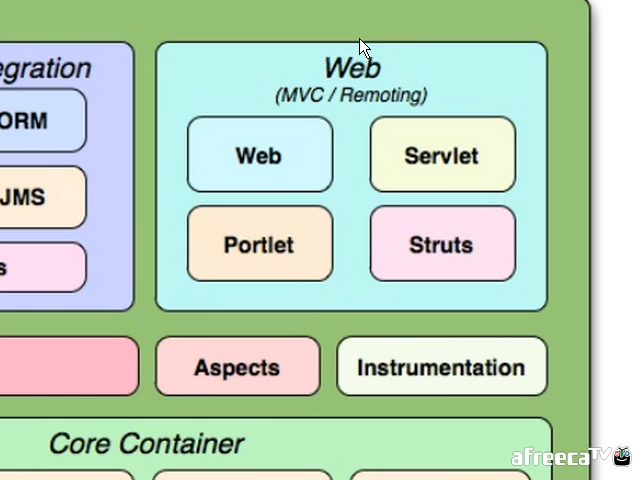 egration
ORM
JMS
s
Web
(MVC / Remoting)
Web
Servlet
Portlet
Struts
Aspects
Instrumentation
Core Container
afreecaTV